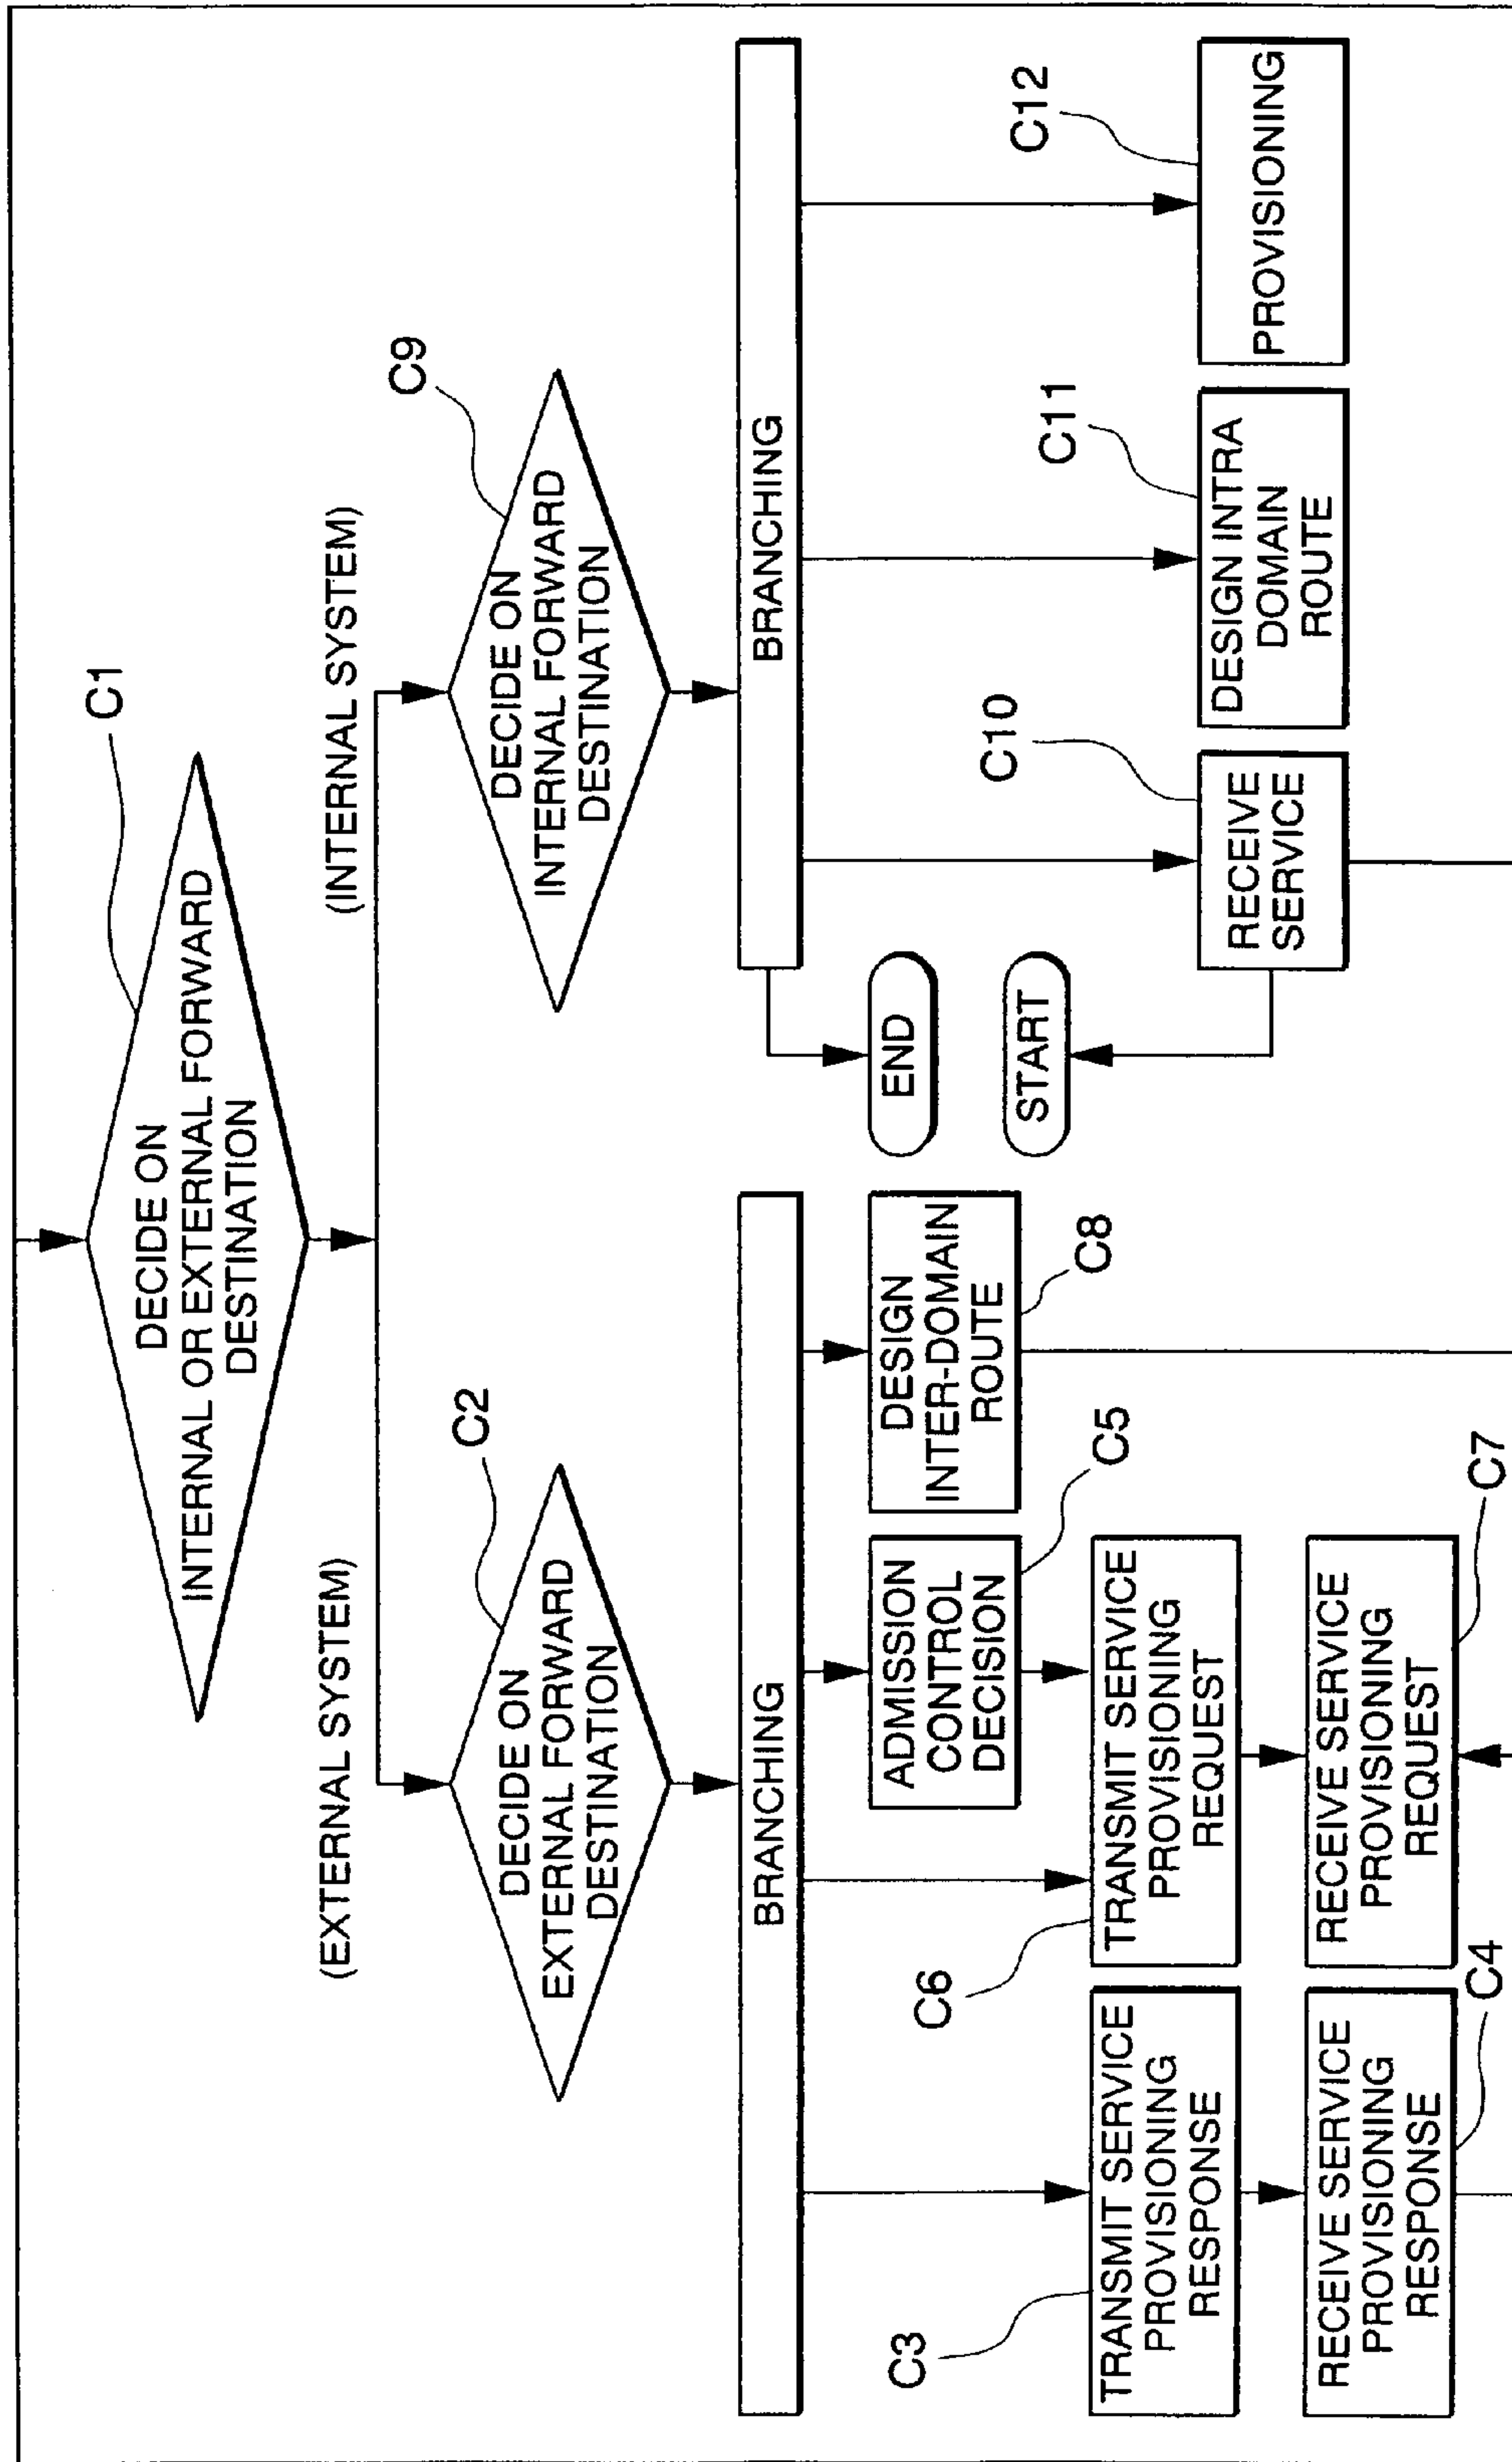 C1
DECIDE ON
INTERNAL OR EXTERNAL FORWARD
DESTINATION
(EXTERNAL SYSTEM)
(INTERNAL SYSTEM)
C2
DECIDE ON
EXTERNAL FORWARD
DESTINATION
C9
DECIDE ON
INTERNAL FORWARD
DESTINATION
BRANCHING
BRANCHING
ADMISSION
CONTROL
DECISION
C5
DESIGN
INTER-DOMAIN
ROUTE
C8
END
START
C3
TRANSMIT SERVICE
PROVISIONING
RESPONSE
C6
TRANSMIT SERVICE
PROVISIONING
REQUEST
C10
RECEIVE
SERVICE
C11
DESIGN INTRA
DOMAIN
ROUTE
C12
PROVISIONING
RECEIVE SERVICE
PROVISIONING
RESPONSE
C4
RECEIVE SERVICE
PROVISIONING
REQUEST
C7